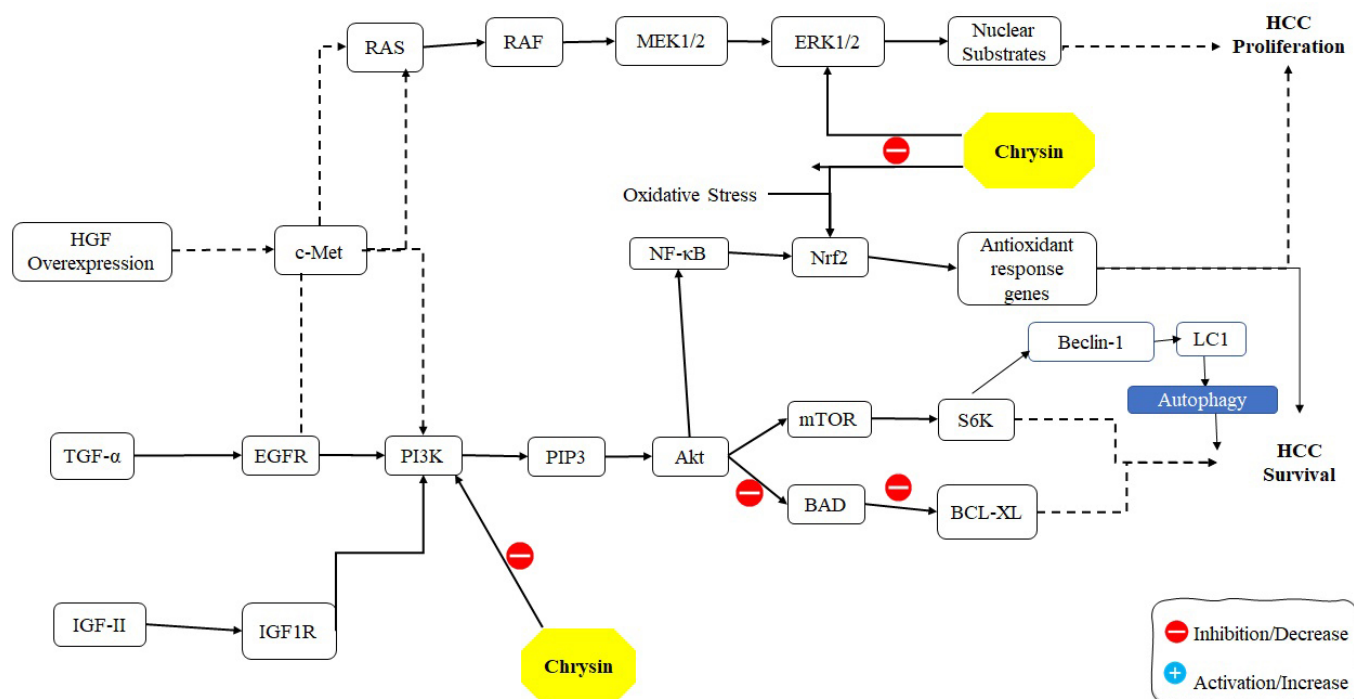 RAS
RAF
MEK1/2
ERK1/2
Nuclear
Substrates
HCC
Proliferation
Chrysin
Oxidative Stress
HGF
Overexpression
c-Met
NF-κB
Nrf2
Antioxidant
response
genes
Beclin-1
LC1
Autophagy
TGF-α
EGFR
PI3K
PIP3
Akt
mTOR
S6K
HCC
Survival
BAD
BCL-XL
IGF-II
IGF1R
Chrysin
Inhibition/Decrease
Activation/Increase